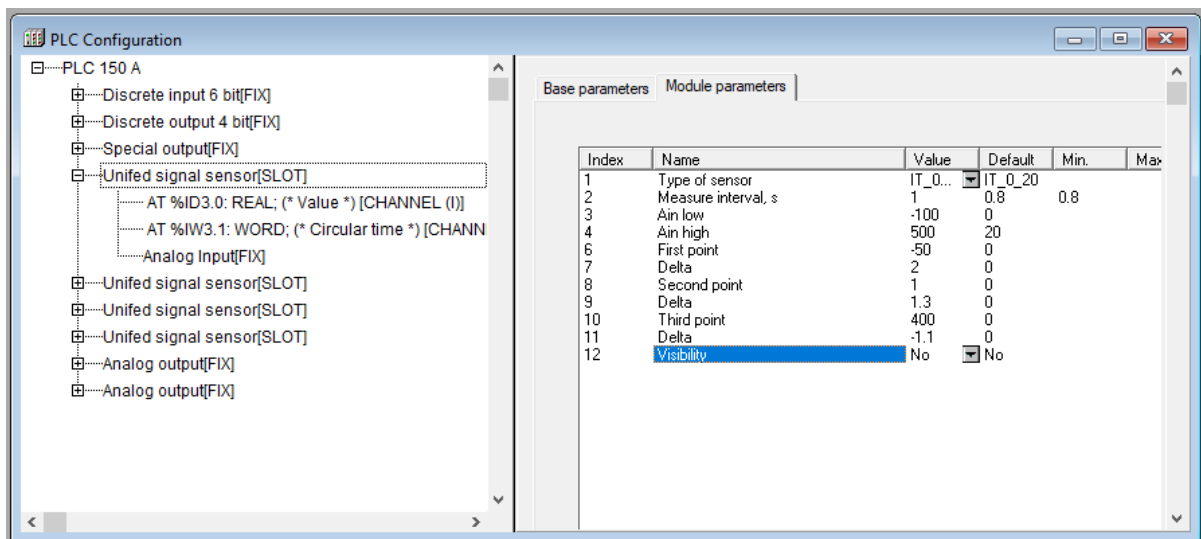 PLC Configuration
PLC 150 A
Discrete input 6 bit[FIX]
Discrete output 4 bit[FIX]
Special output[FIX]
Unifed signal sensor[SLOT]
AT %ID3.0: REAL; (* Value *) [CHANNEL (I)]
AT %IW3.1: WORD; (* Circular time *) [CHANN
Analog Input[FIX]
Unifed signal sensor[SLOT]
Unifed signal sensor[SLOT]
Unifed signal sensor[SLOT]
Analog output[FIX]
Analog output[FIX]
Base parameters Module parameters
Index Name Value Default Min. Max
1 Type of sensor IT_0... IT_0_20
2 Measure interval, s 1 0.8 0.8
3 Ain low -100 0
4 Ain high 500 20
6 First point -50 0
7 Delta 2 0
8 Second point 1 0
9 Delta 1.3 0
10 Third point 400 0
11 Delta -1.1 0
12 Visibility No No